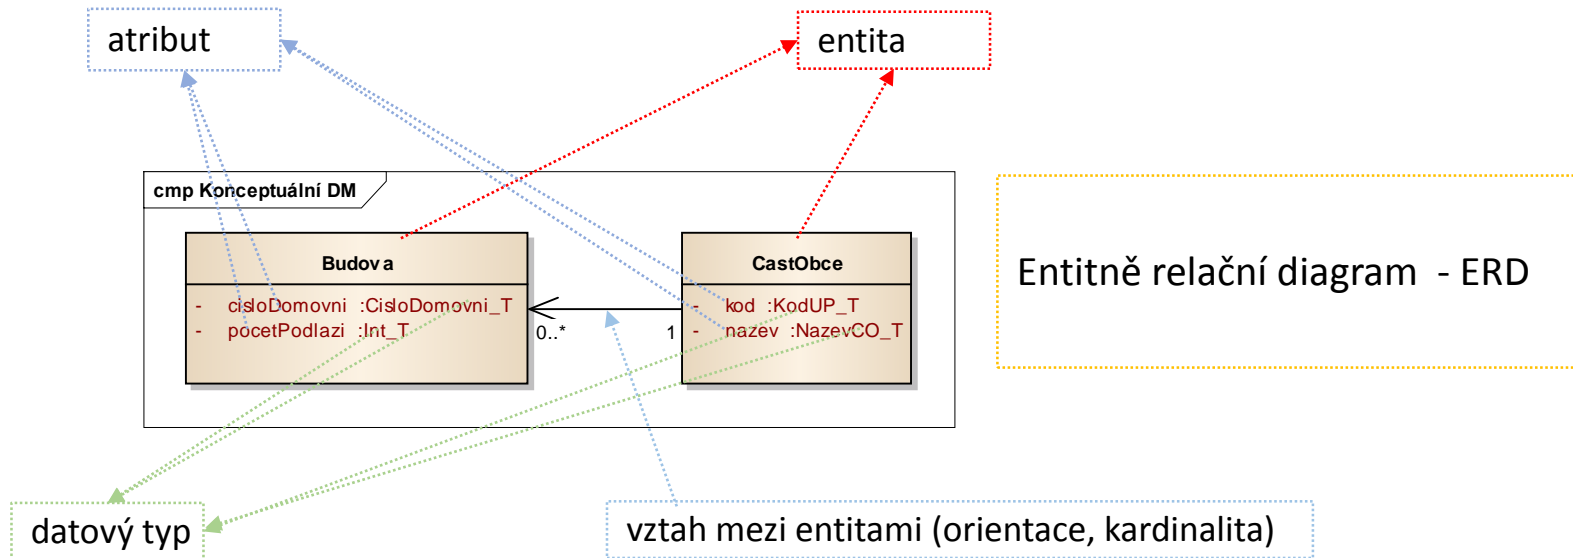 atribut
entita
cmp Konceptuální DM
Budova
- cisloDomovni :CisloDomovni_T
- pocetPodlazi :Int_T
0..*
1
CastObce
- kod :KodUP_T
- nazev :NazevCO_T
Entitně relační diagram - ERD
datový typ
vztah mezi entitami (orientace, kardinalita)